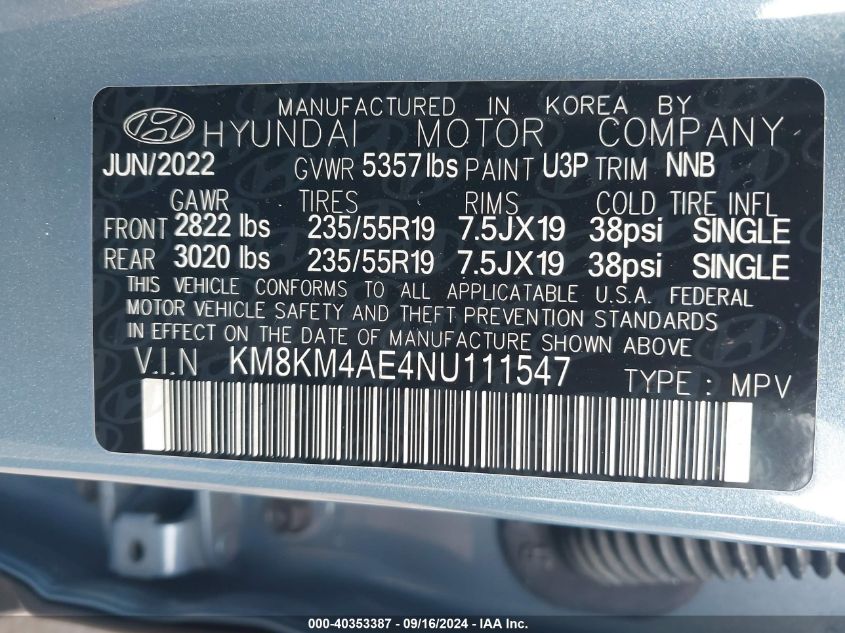 MANUFACTURED IN KOREA BY
HYUNDAI MOTOR COMPANY
JUN/2022 GVWR 5357lbs PAINT U3P TRIM NNB
GAWR TIRES RIMS COLD TIRE INFL
FRONT 2822 lbs 235/55R19 7.5JX19 38psi SINGLE
REAR 3020 lbs 235/55R19 7.5JX19 38psi SINGLE
THIS VEHICLE CONFORMS TO ALL APPLICATABLE U.S.A. FEDERAL
MOTOR VEHICLE SAFETY AND THEFT PREVENTION STANDARDS
IN EFFECT ON THE DATE OF MANUFACTURE SHOWN ABOVE.
V.I.N KM8KM4AE4NU111547 TYPE : MPV
000-40353387 - 09/16/2024 - IAA Inc.